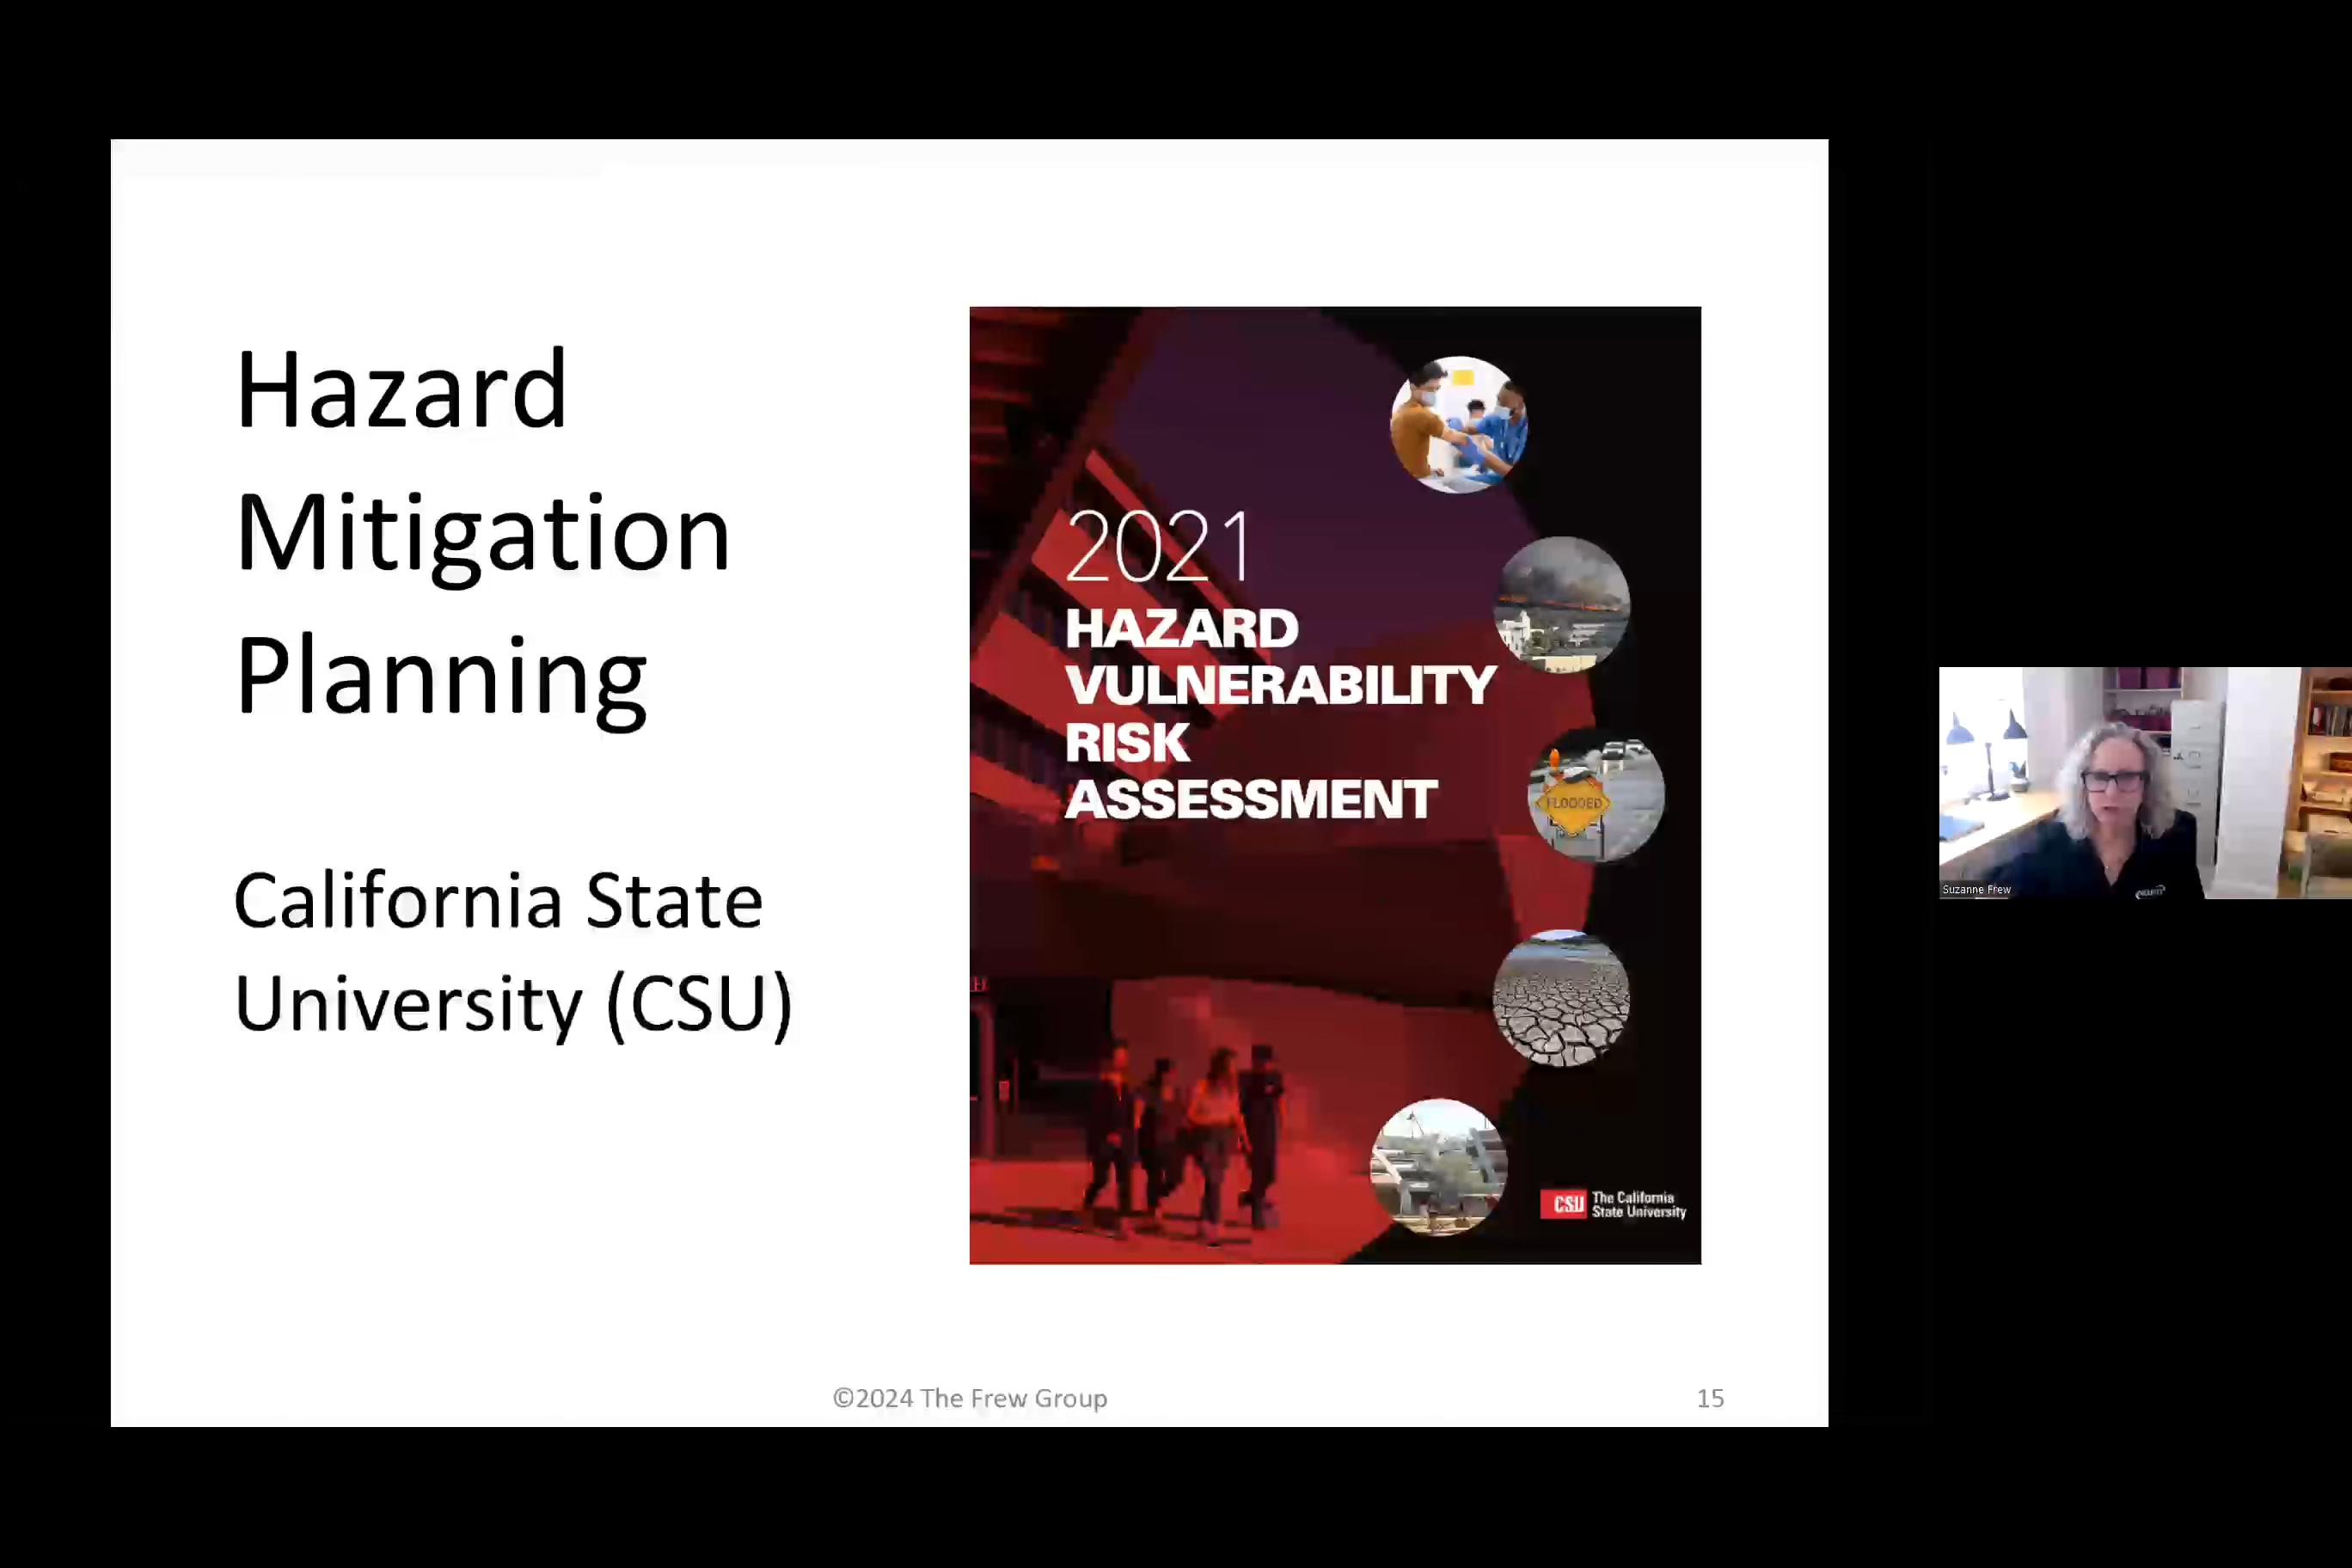 Hazard
Mitigation
Planning
California State
University (CSU)
2021
HAZARD
VULNERABILITY
RISK
ASSESSMENT
FLOODED
CSU The California
State University
©2024 The Frew Group
15
Suzanne Frew